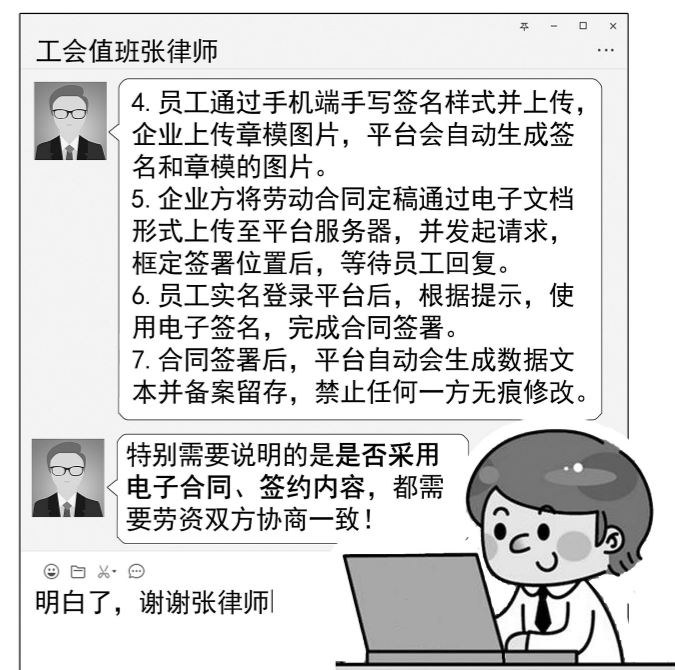 工会值班张律师
4.员工通过手机端手写签名样式并上传，
企业上传章模图片，平台会自动生成签
名和章模的图片。
5.企业方将劳动合同定稿通过电子文档
形式上传至平台服务器，并发起请求，
框定签署位置后，等待员工回复。
6.员工实名登录平台后，根据提示，使
用电子签名，完成合同签署。
7.合同签署后，平台自动会生成数据文
本并备案留存，禁止任何一方无痕修改。
特别需要说明的是是否采用
电子合同、签约内容，都需
要劳资双方协商一致！
明白了，谢谢张律师